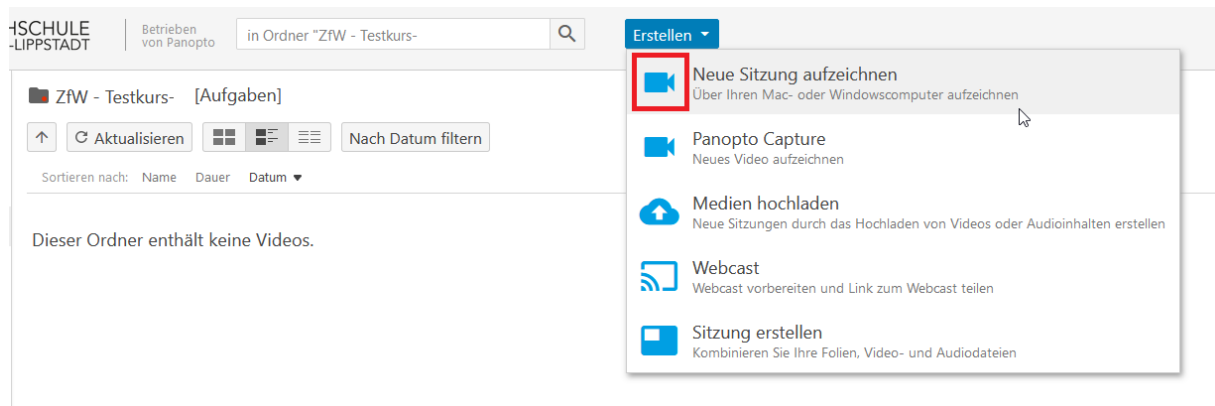 HSCHULE
-LIPPSTADT
Betrieben
von Panopto
in Ordner "ZfW - Testkurs-
Erstellen
ZfW - Testkurs- [Aufgaben]
Aktualisieren
Nach Datum filtern
Sortieren nach: Name Dauer Datum
Dieser Ordner enthält keine Videos.
Neue Sitzung aufzeichnen
Über Ihren Mac- oder Windowscomputer aufzeichnen
Panopto Capture
Neues Video aufzeichnen
Medien hochladen
Neue Sitzungen durch das Hochladen von Videos oder Audioinhalten erstellen
Webcast
Webcast vorbereiten und Link zum Webcast teilen
Sitzung erstellen
Kombinieren Sie Ihre Folien, Video- und Audiodateien